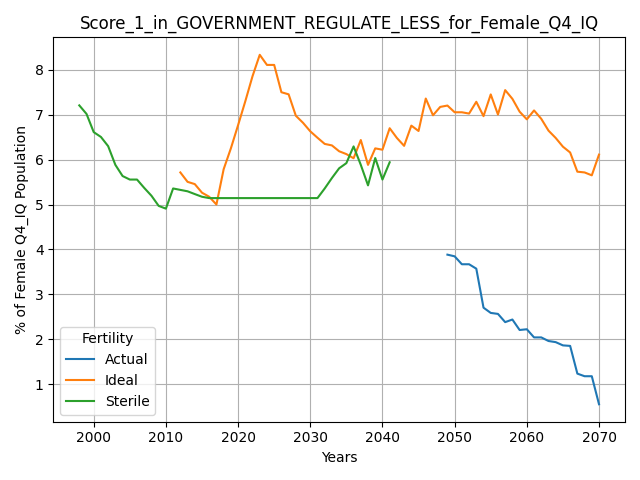 Score_1_in_GOVERNMENT_REGULATE_LESS_for_Female_Q4_IQ
% of Female Q4_IQ Population
8
7
6
5
4
3
2
1
Fertility
Actual
Ideal
Sterile
2000 2010 2020 2030 2040 2050 2060 2070
Years